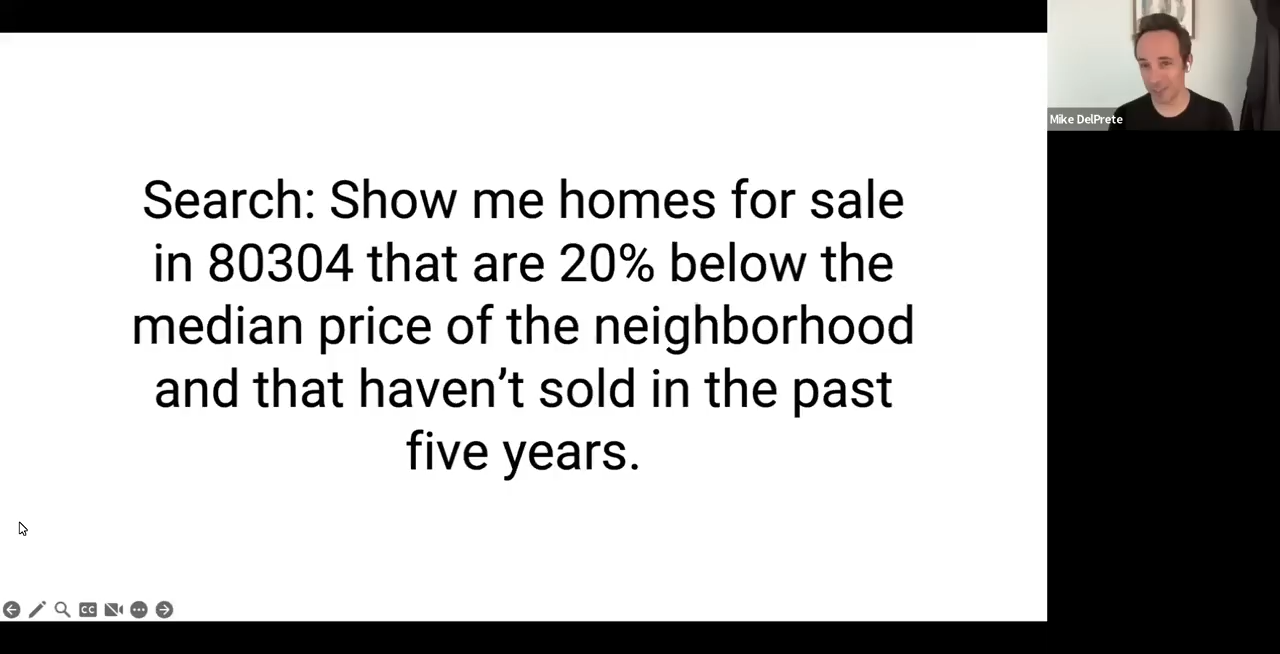 Search: Show me homes for sale
in 80304 that are 20% below the
median price of the neighborhood
and that haven’t sold in the past
five years.
Mike DelPrete
CC